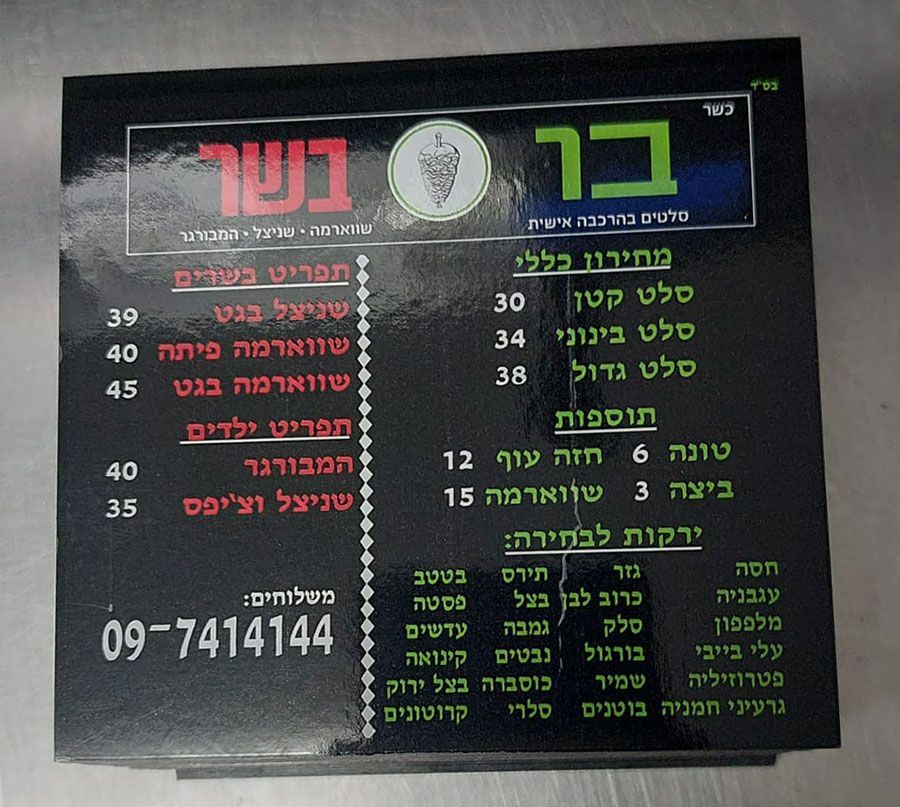 בס"ד
כשר
בר בשר
סלטים בהרכבה אישית
שווארמה • שניצל • המבורגר
מחירון כללי
סלט קטן 30
סלט בינוני 34
סלט גדול 38
תוספות
טונה 6 חזה עוף 12
ביצה 3 שווארמה 15
ירקות לבחירה:
חסה גזר תירס בטטב
עגבניה כרוב לבן בצל פסטה
מלפפון סלק גמבה עדשים
עלי בייבי בורגול נבטים קינואה
פטרוזיליה שמיר כוסברה בצל ירוק
גרעיני חמניה בוטנים סלרי קרוטונים
תפריט בשרים
שניצל בגט 39
שווארמה פיתה 40
שווארמה בגט 45
תפריט ילדים
המבורגר 40
שניצל וצ'יפס 35
משלוחים:
09-7414144